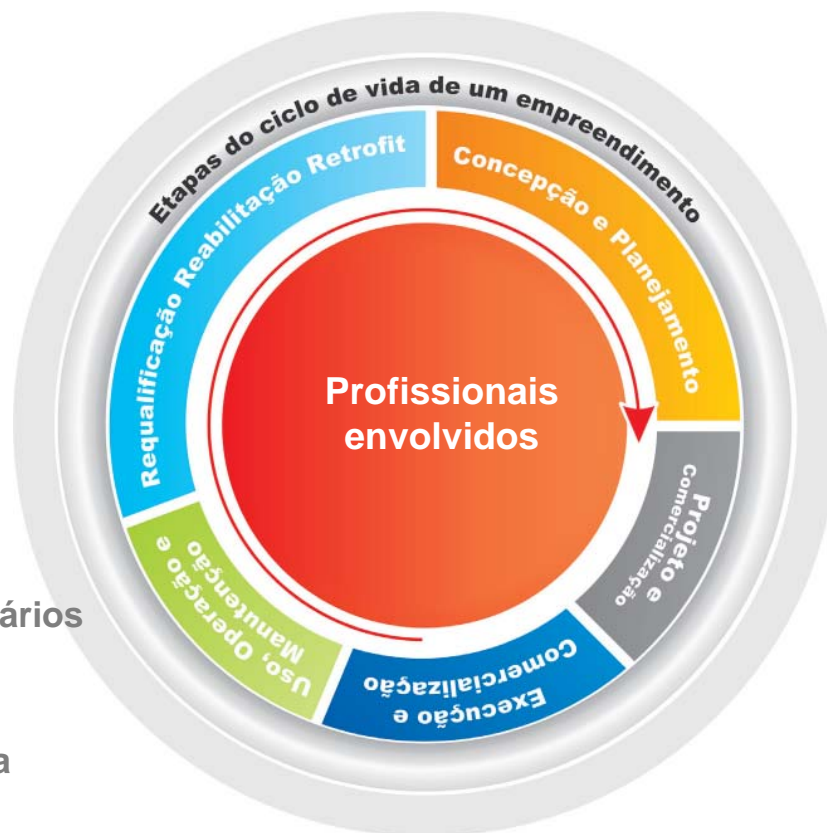 Etapas do ciclo de vida de um empreendimento
Concepção e Planejamento
Projeto e
Comercialização
Execução e
Comercialização
Uso, Operação e
Manutenção
Requalificação Reabilitação Retrofit
Profissionais
envolvidos
ários
a